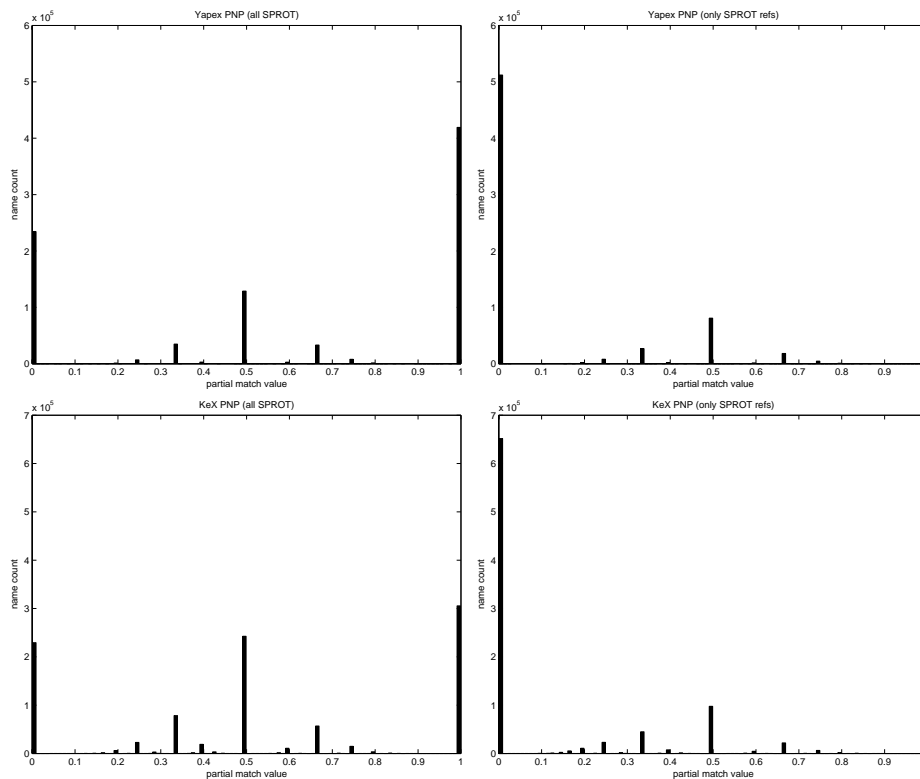 Yapex PNP (all SPROT)
x 10^5
6
5
4
3
2
1
0
name count
0 0.1 0.2 0.3 0.4 0.5 0.6 0.7 0.8 0.9 1
partial match value
Yapex PNP (only SPROT refs)
x 10^5
6
5
4
3
2
1
0
name count
0 0.1 0.2 0.3 0.4 0.5 0.6 0.7 0.8 0.9
partial match value
KeX PNP (all SPROT)
x 10^5
7
6
5
4
3
2
1
0
name count
0 0.1 0.2 0.3 0.4 0.5 0.6 0.7 0.8 0.9 1
partial match value
KeX PNP (only SPROT refs)
x 10^5
7
6
5
4
3
2
1
0
name count
0 0.1 0.2 0.3 0.4 0.5 0.6 0.7 0.8 0.9
partial match value